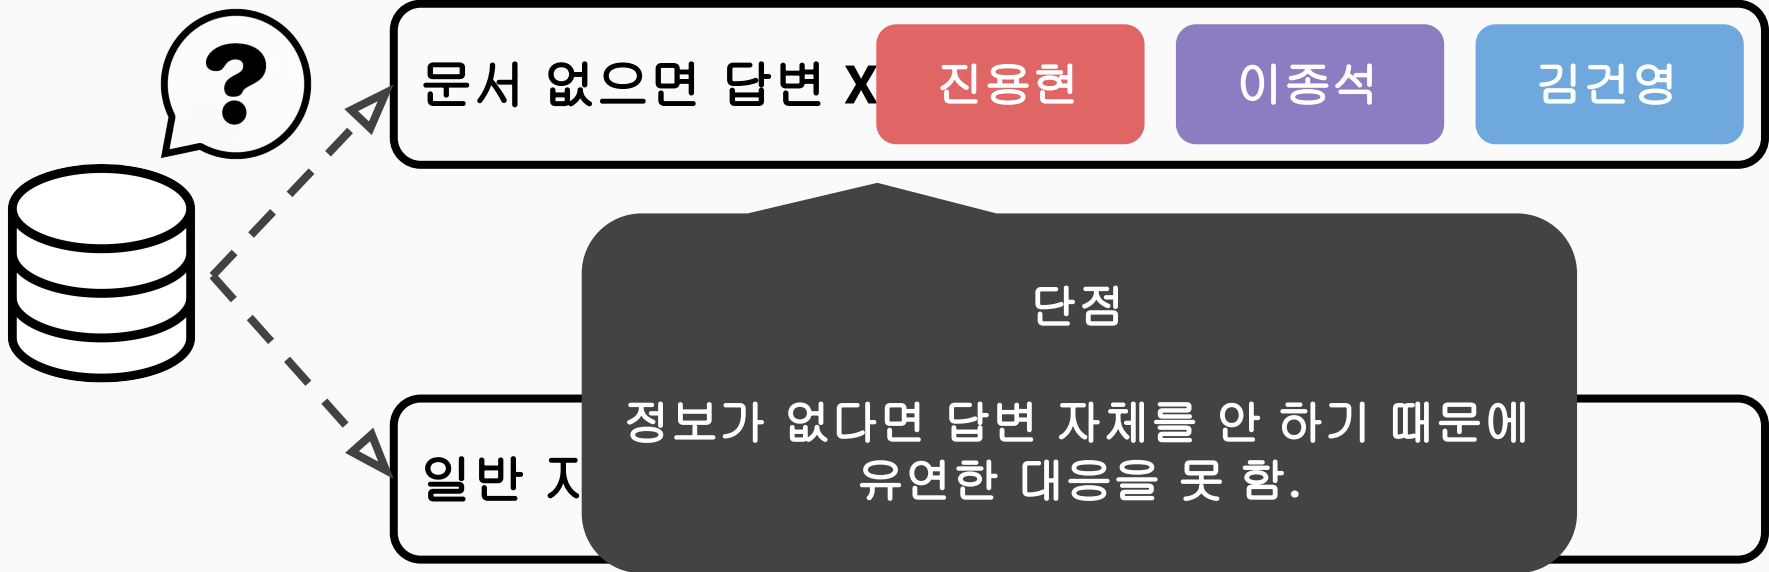 ?
문서 없으면 답변 X 진용현 이종석 김건영
단점
정보가 없다면 답변 자체를 안 하기 때문에
유연한 대응을 못 함.
일반